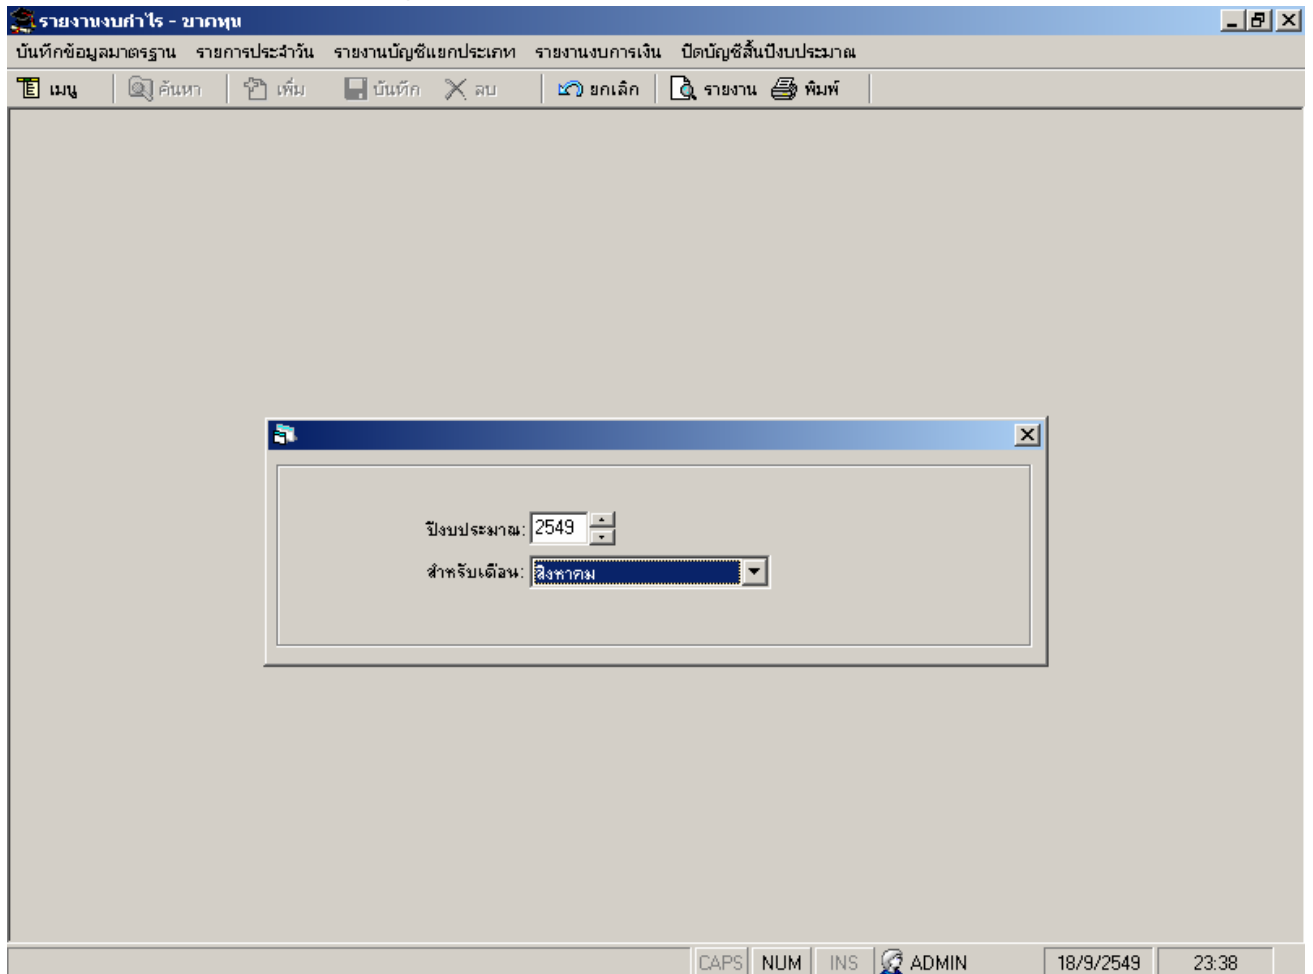 รายงานงบกำไร - ขาดทุน
บันทึกข้อมูลมาตรฐาน รายการประจำวัน รายงานบัญชีแยกประเภท รายงานงบการเงิน ปิดบัญชีสิ้นปีงบประมาณ
เมนู ค้นหา เพิ่ม บันทึก ลบ ยกเลิก รายงาน พิมพ์
ปีงบประมาณ: 2549
สำหรับเดือน: สิงหาคม
CAPS NUM INS ADMIN 18/9/2549 23:38